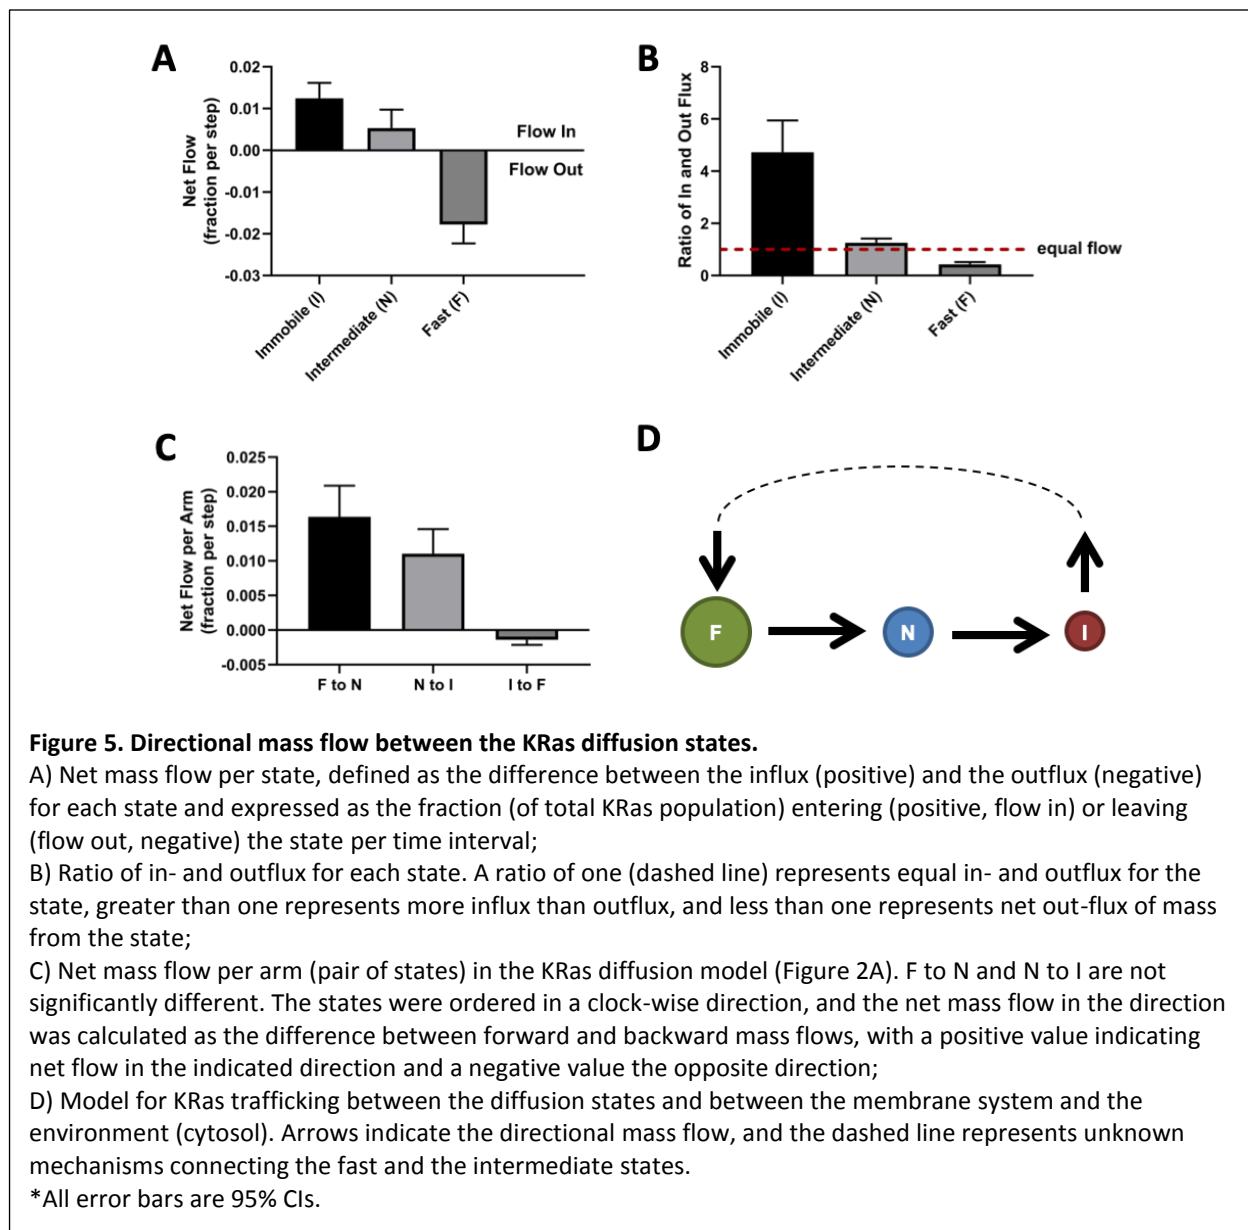 A
0.02
0.01
0.00
-0.01
-0.02
-0.03
Net Flow
(fraction per step)
Flow In
Flow Out
Immobile (I)
Intermediate (N)
Fast (F)
B
8
6
4
2
0
Ratio of In and Out Flux
equal flow
Immobile (I)
Intermediate (N)
Fast (F)
C
0.025
0.020
0.015
0.010
0.005
0.000
-0.005
Net Flow per Arm
(fraction per step)
F to N
N to I
I to F
D
F
N
I
Figure 5. Directional mass flow between the KRas diffusion states.
A) Net mass flow per state, defined as the difference between the influx (positive) and the outflux (negative)
for each state and expressed as the fraction (of total KRas population) entering (positive, flow in) or leaving
(flow out, negative) the state per time interval;
B) Ratio of in- and outflux for each state. A ratio of one (dashed line) represents equal in- and outflux for the
state, greater than one represents more influx than outflux, and less than one represents net out-flux of mass
from the state;
C) Net mass flow per arm (pair of states) in the KRas diffusion model (Figure 2A). F to N and N to I are not
significantly different. The states were ordered in a clock-wise direction, and the net mass flow in the direction
was calculated as the difference between forward and backward mass flows, with a positive value indicating
net flow in the indicated direction and a negative value the opposite direction;
D) Model for KRas trafficking between the diffusion states and between the membrane system and the
environment (cytosol). Arrows indicate the directional mass flow, and the dashed line represents unknown
mechanisms connecting the fast and the intermediate states.
*All error bars are 95% CIs.